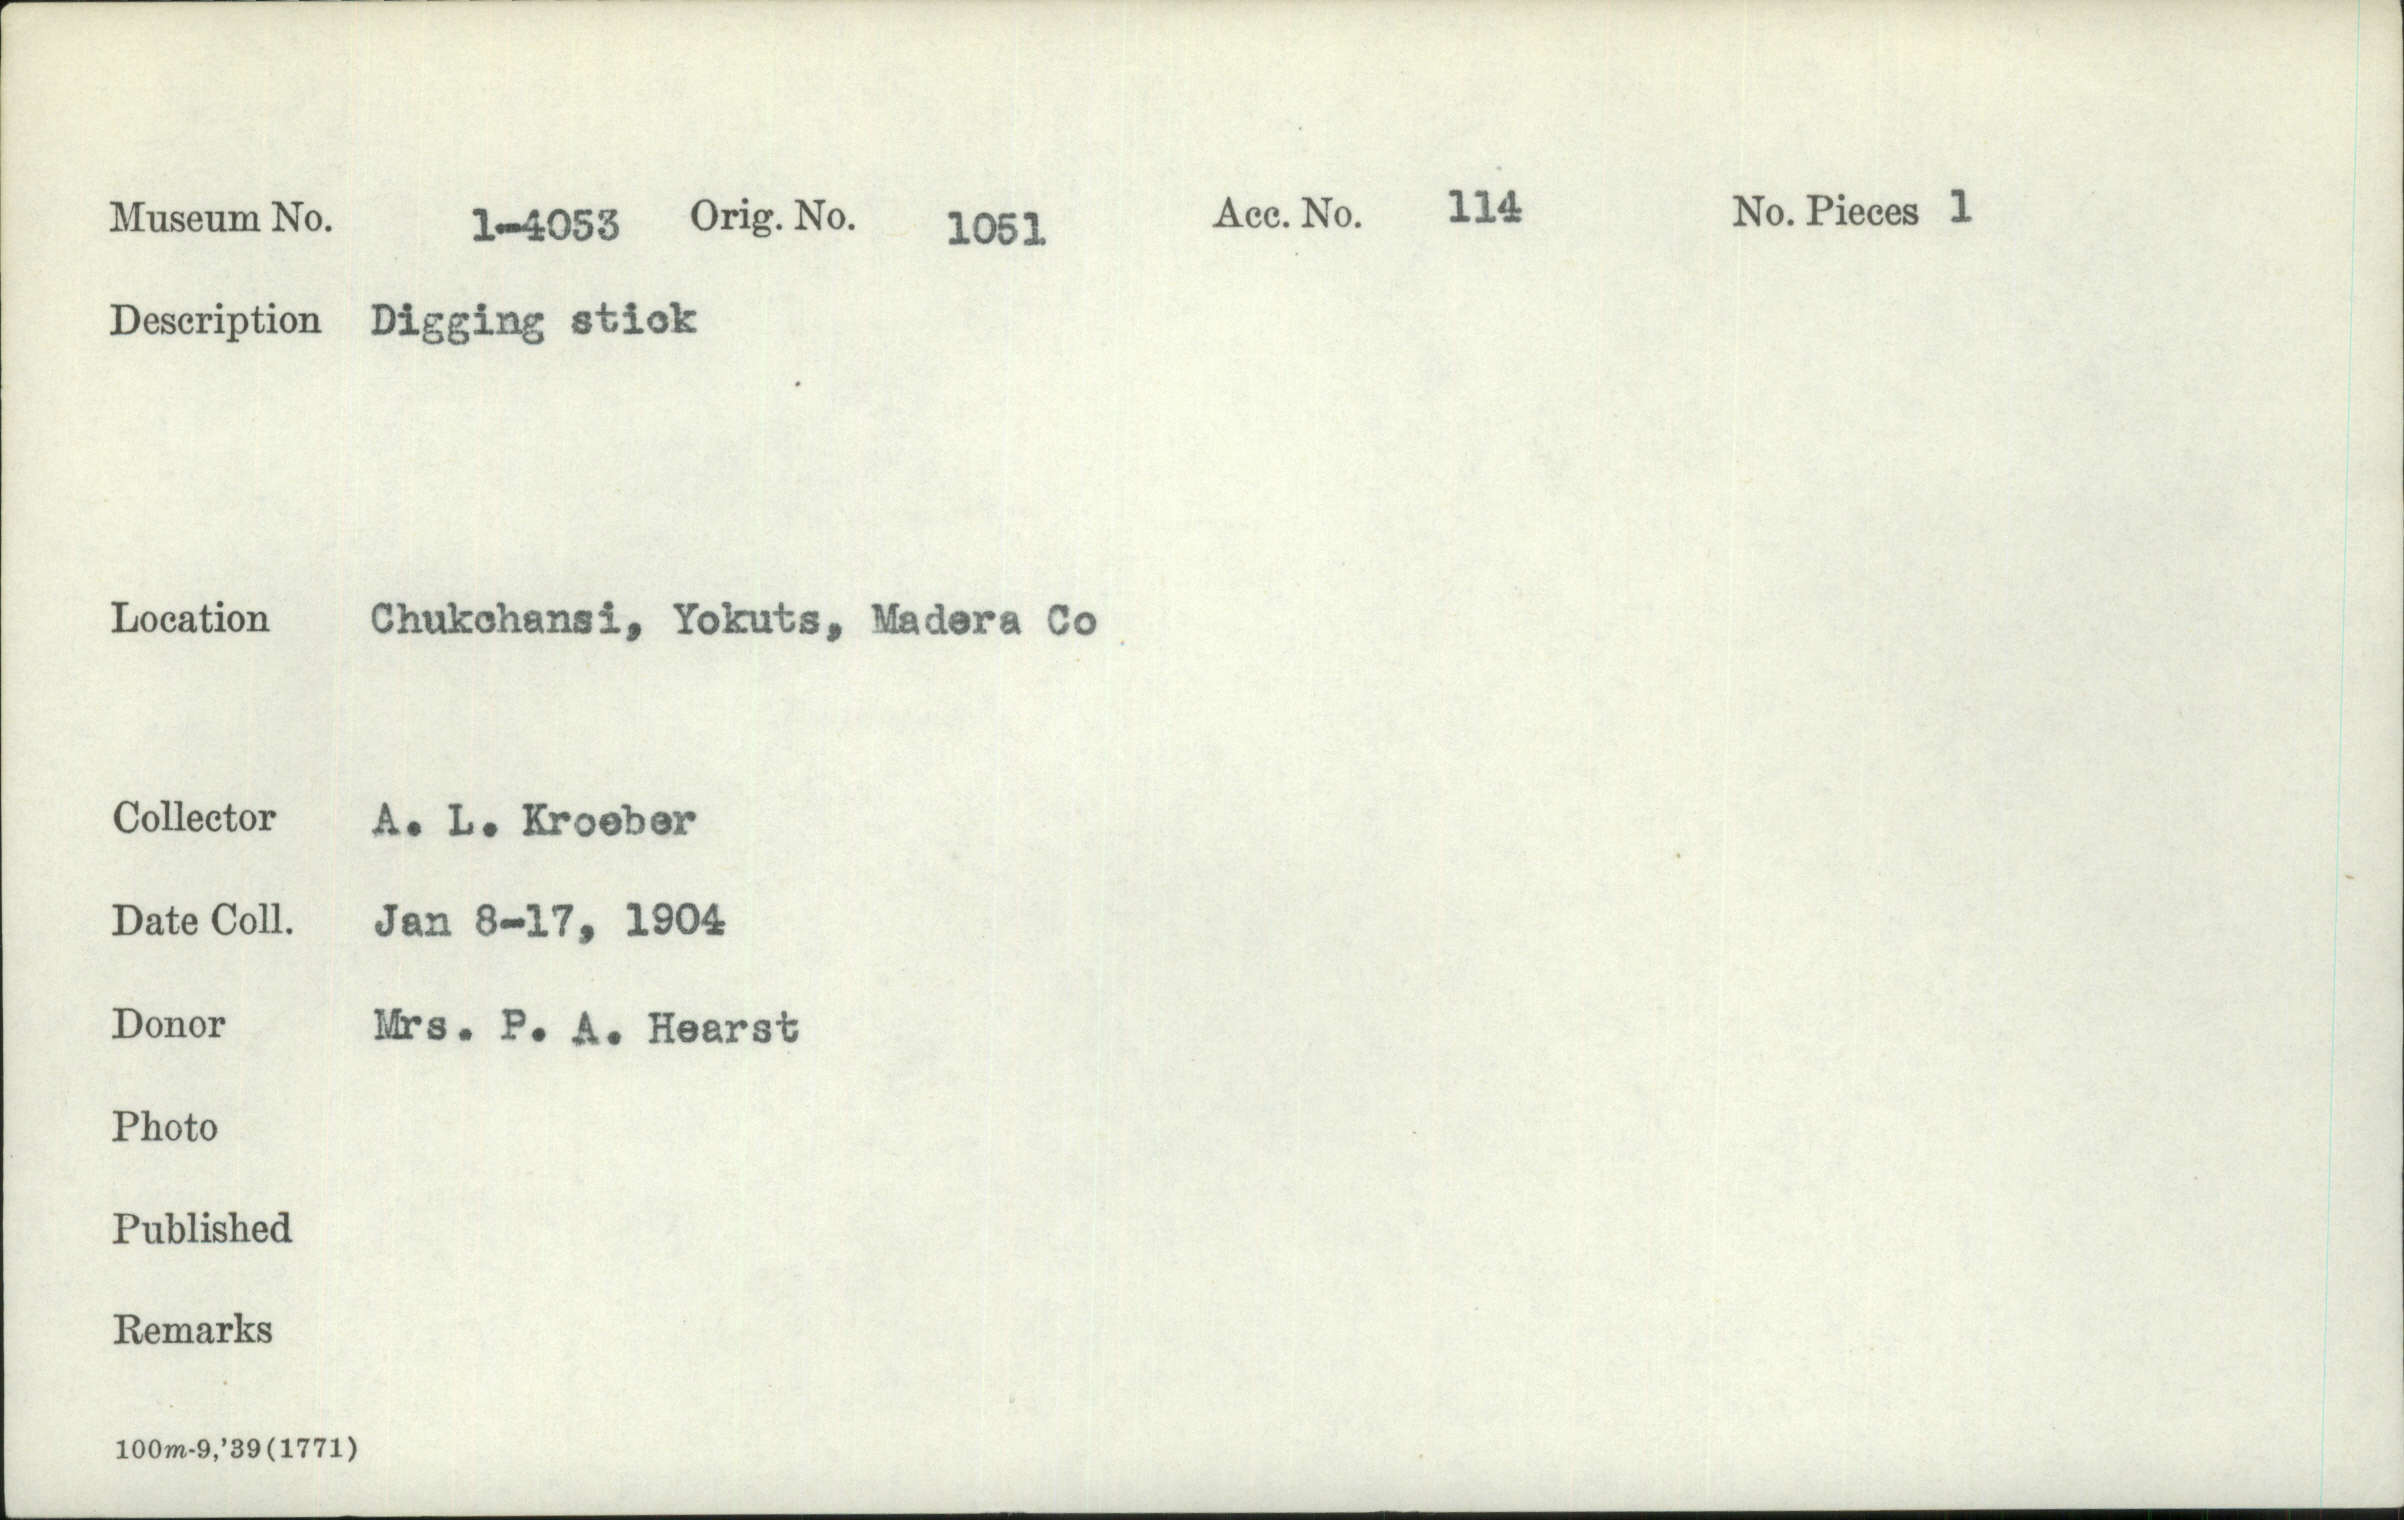 Museum No. 1-4053 Orig. No. 1051 Acc. No. 114 No. Pieces 1
Description Digging stick
Location Chukchansi, Yokuts, Madera Co
Collector A. L. Kroeber
Date Coll. Jan 8-17, 1904
Donor Mrs. P. A. Hearst
Photo
Published
Remarks
100m-9,'39(1771)